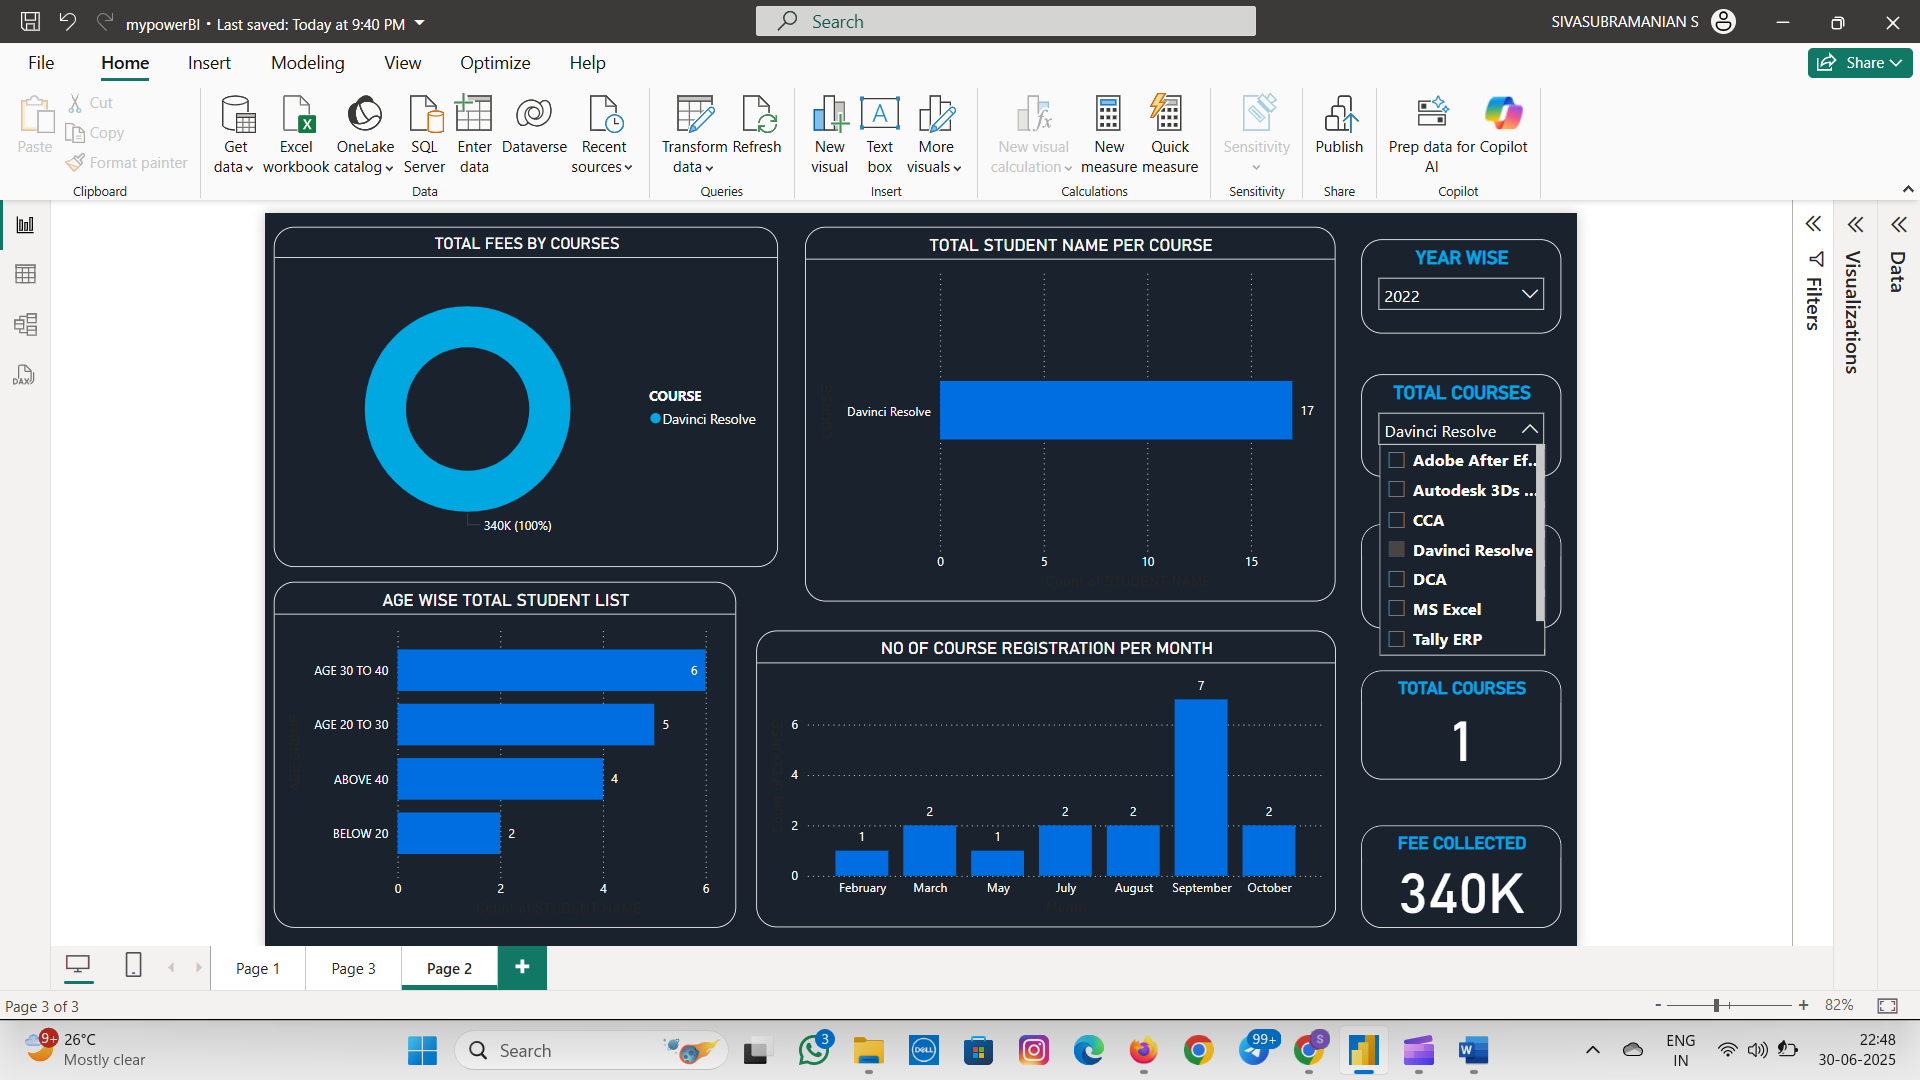 mypowerBI • Last saved: Today at 9:40 PM
Search
SIVASUBRAMANIAN S
File Home Insert Modeling View Optimize Help
Share
Paste
Cut
Copy
Format painter
Clipboard
Get data
Excel workbook
OneLake catalog
SQL Server
Enter data
Dataverse
Recent sources
Data
Transform data
Refresh
Queries
New visual
Text box
More visuals
Insert
New visual calculation
New measure
Quick measure
Calculations
Sensitivity
Sensitivity
Publish
Share
Prep data for AI
Copilot
Copilot
TOTAL FEES BY COURSES
COURSE
Davinci Resolve
340K (100%)
TOTAL STUDENT NAME PER COURSE
Davinci Resolve
17
0 5 10 15
YEAR WISE
2022
TOTAL COURSES
Davinci Resolve
Adobe After Ef...
Autodesk 3Ds ...
CCA
Davinci Resolve
DCA
MS Excel
Tally ERP
TOTAL COURSES
1
FEE COLLECTED
340K
AGE WISE TOTAL STUDENT LIST
AGE 30 TO 40 6
AGE 20 TO 30 5
ABOVE 40 4
BELOW 20 2
0 2 4 6
NO OF COURSE REGISTRATION PER MONTH
6
4
2
0
1 2 1 2 2 7 2
February March May July August September October
Filters
Visualizations
Data
Page 1 Page 3 Page 2
Page 3 of 3
82%
9+
26°C
Mostly clear
Search
3
DELL
99+
S
W
ENG
IN
22:48
30-06-2025